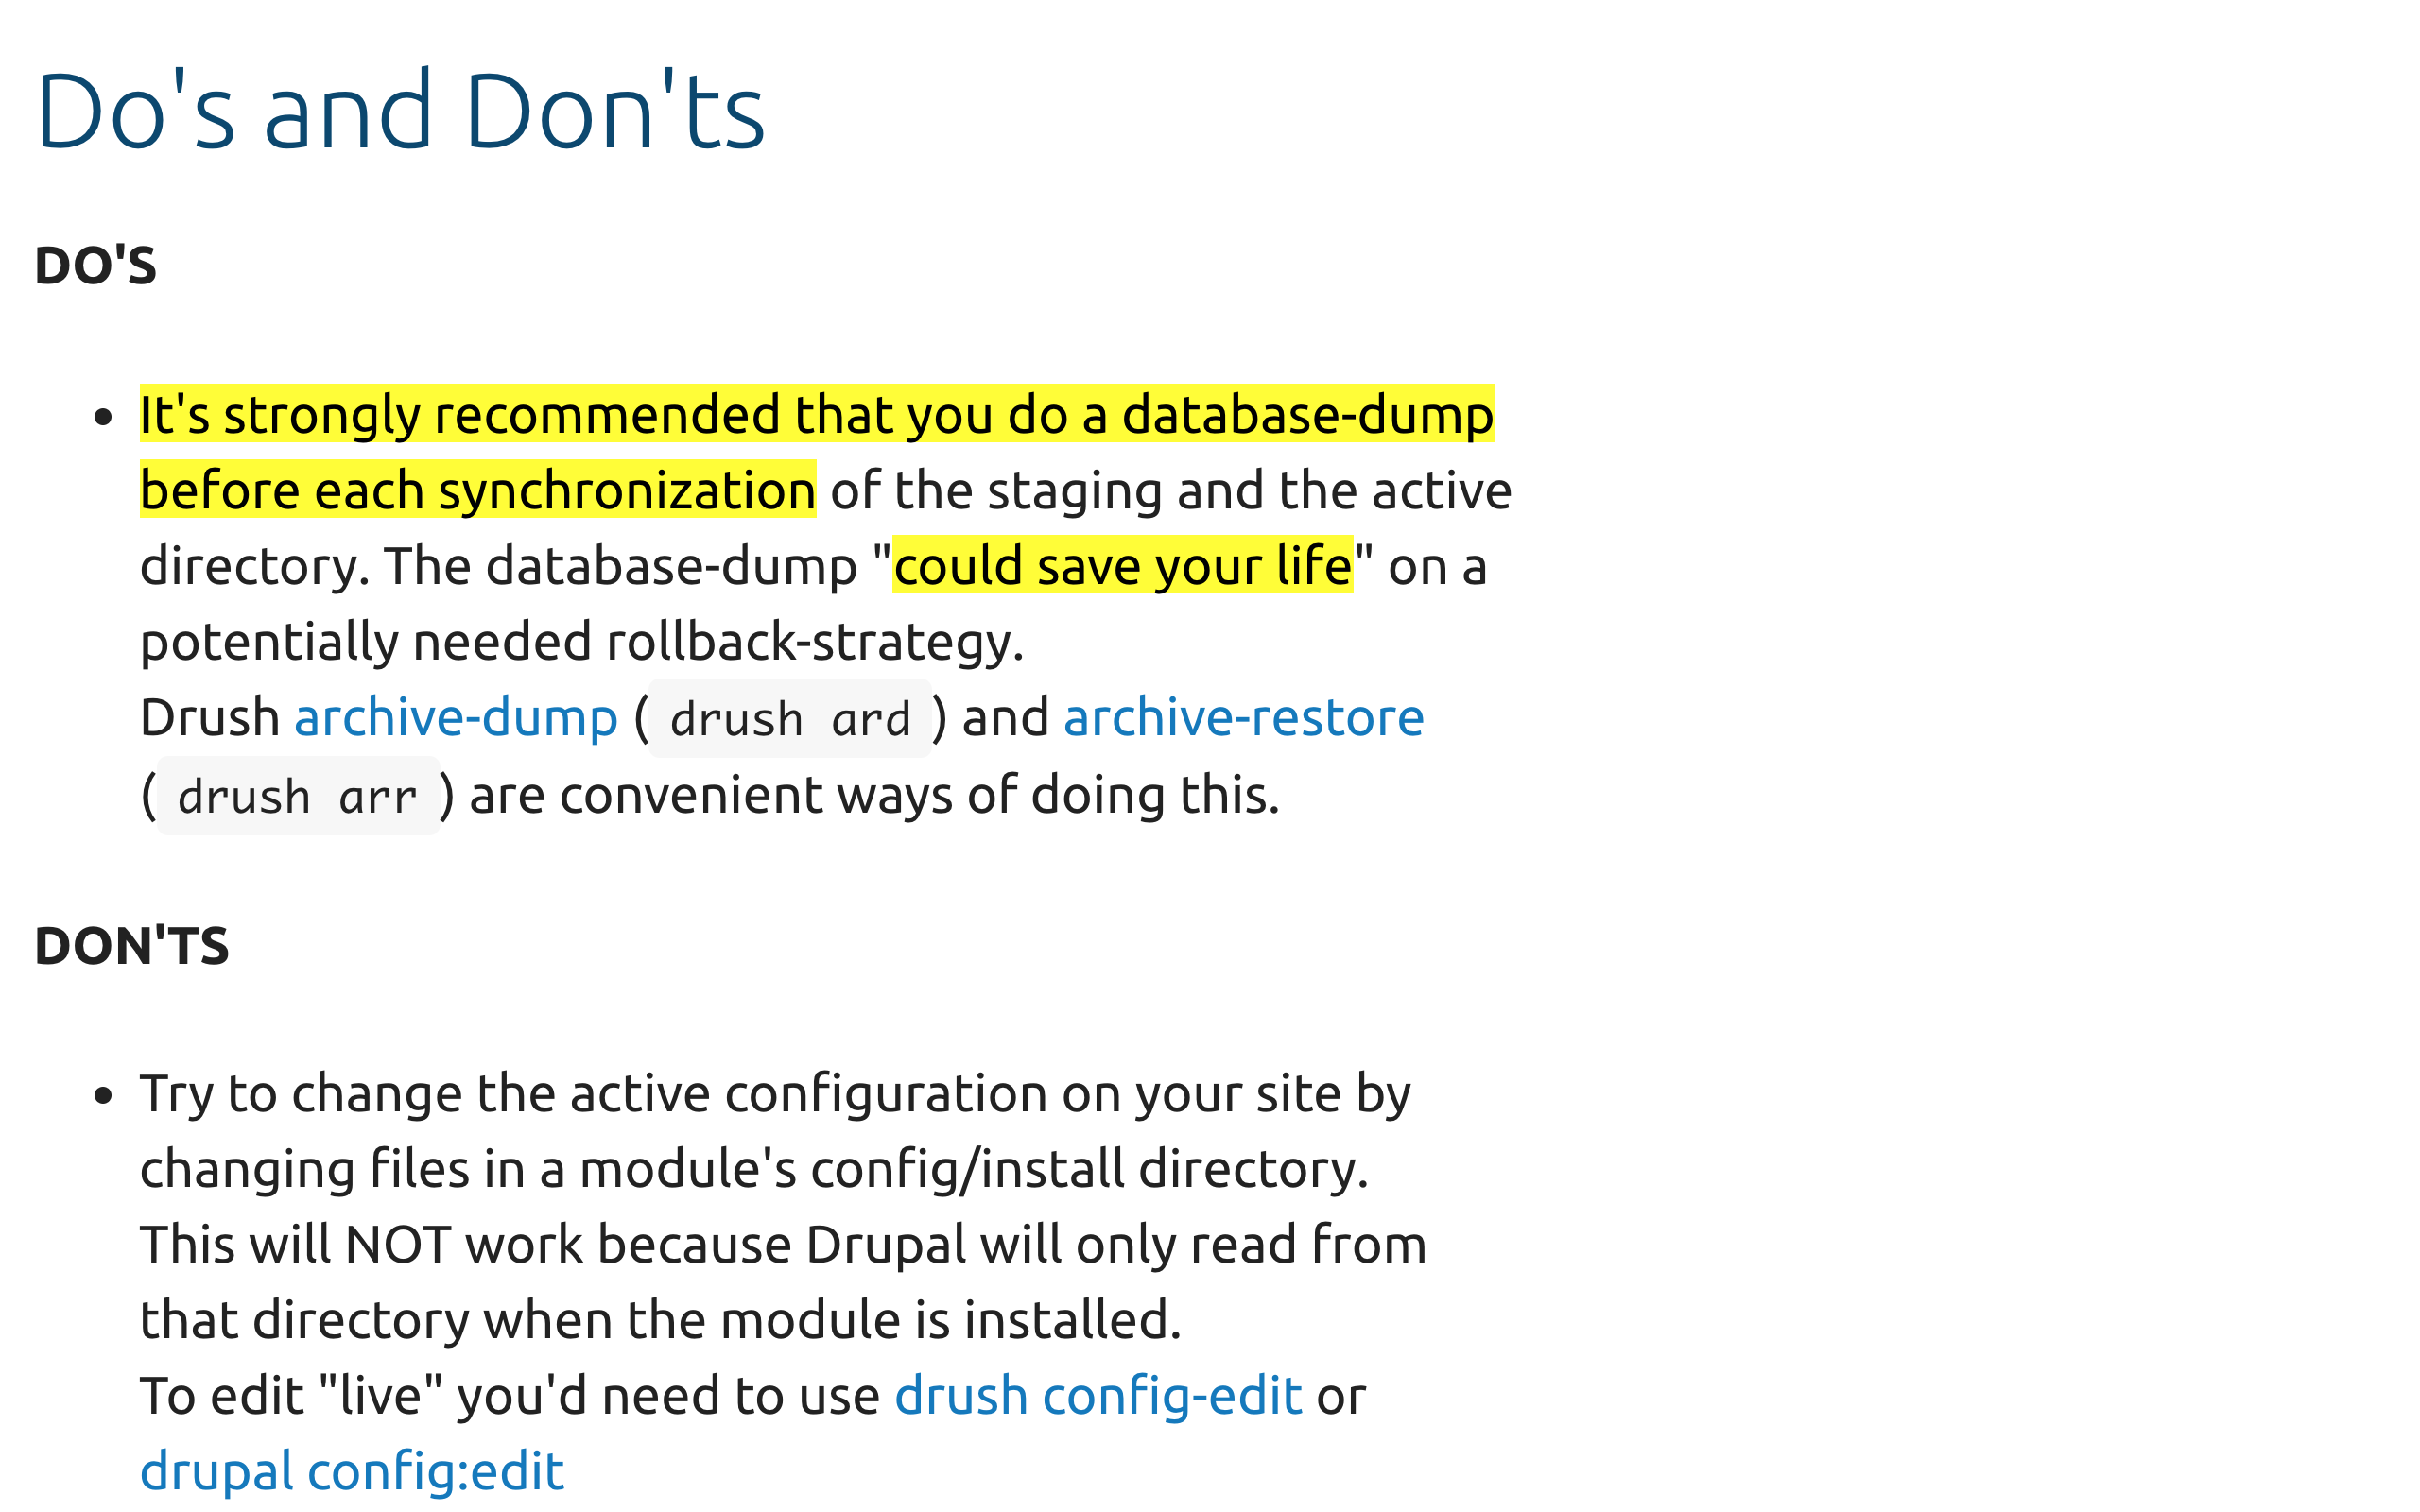 Do's and Don'ts
DO'S
It's strongly recommended that you do a database-dump
before each synchronization of the staging and the active
directory. The database-dump "could save your life" on a
potentially needed rollback-strategy.
Drush archive-dump ( drush ard ) and archive-restore
( drush arr ) are convenient ways of doing this.
DON'TS
Try to change the active configuration on your site by
changing files in a module's config/install directory.
This will NOT work because Drupal will only read from
that directory when the module is installed.
To edit "live" you'd need to use drush config-edit or
drupal config:edit